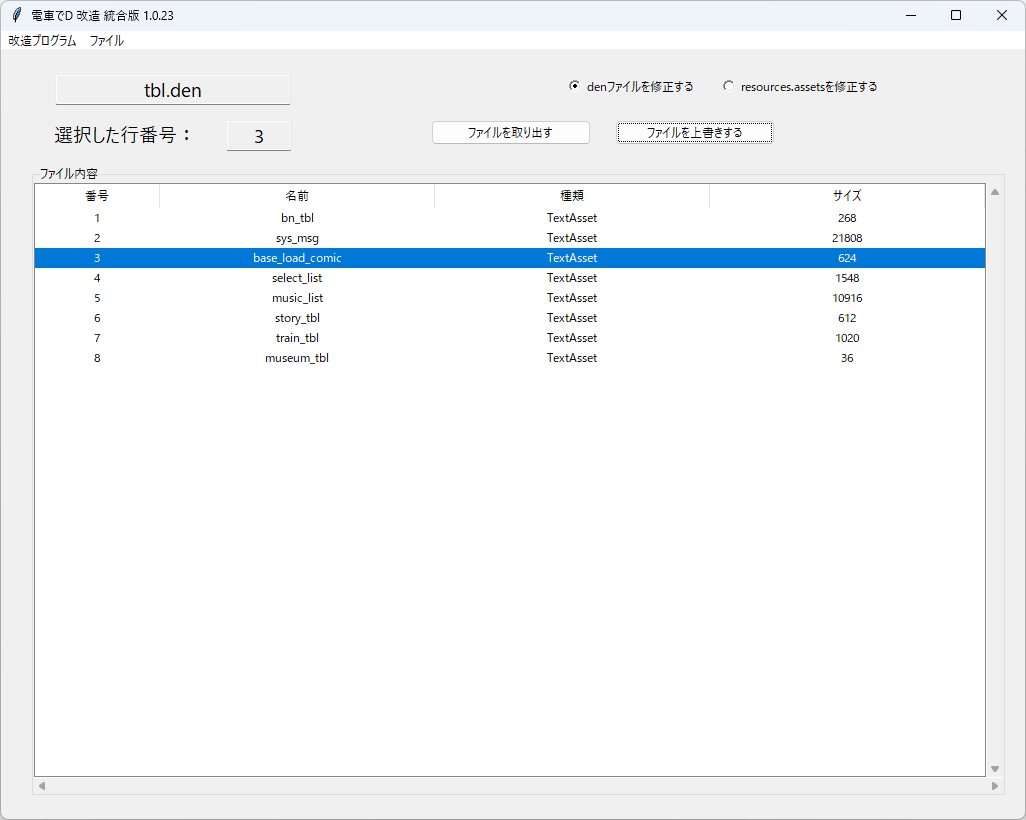 電車でD 改造 統合版 1.0.23
改造プログラム ファイル
tbl.den
denファイルを修正する resources.assetsを修正する
選択した行番号： 3 ファイルを取り出す ファイルを上書きする
ファイル内容
番号 名前 種類 サイズ
1 bn_tbl TextAsset 268
2 sys_msg TextAsset 21808
3 base_load_comic TextAsset 624
4 select_list TextAsset 1548
5 music_list TextAsset 10916
6 story_tbl TextAsset 612
7 train_tbl TextAsset 1020
8 museum_tbl TextAsset 36